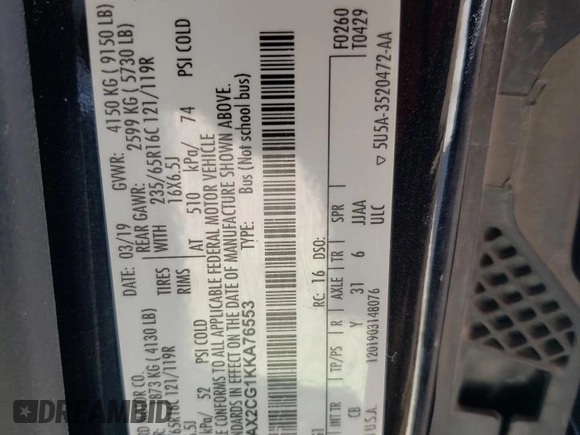 DATE: 03/19 GVWR: 4150 KG ( 9150 LB)
873 KG ( 4130 LB) REAR GAWR: 2599 KG ( 5730 LB)
65R16C 121/119R TIRES WITH 235/65R16C 121/119R
RIMS 16X6.5J
kPa/ 52 PSI COLD AT 510 kPa/ 74 PSI COLD
CONFORMS TO ALL APPLICABLE FEDERAL MOTOR VEHICLE
STANDARDS IN EFFECT ON THE DATE OF MANUFACTURE SHOWN ABOVE.
AX2CG1KKA76553 TYPE: Bus (Not school bus)
F0260
RC: 16 DSO: T0429
INT TR TP/PS R AXLE TR SPR
CB Y 31 6 JJAA
U.S.A. 1201903148076 ULC
▽ 5U5A-3520472-AA
DREAMBID